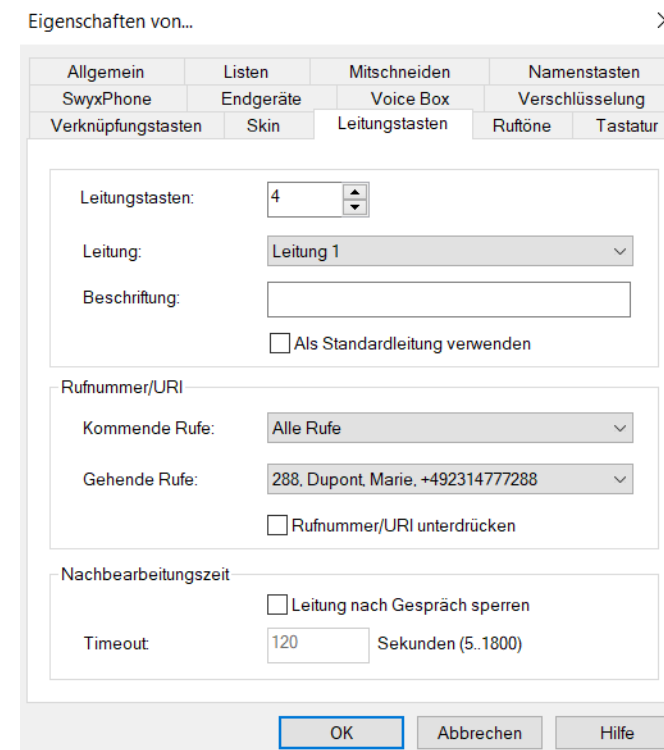 Eigenschaften von...
Allgemein Listen Mitschneiden Namenstasten
SwyxPhone Endgeräte Voice Box Verschlüsselung
Verknüpfungstasten Skin Leitungstasten Ruftöne Tastatur
Leitungstasten: 4
Leitung: Leitung 1
Beschriftung:
Als Standardleitung verwenden
Rufnummer/URI
Kommende Rufe: Alle Rufe
Gehende Rufe: 288, Dupont, Marie, +492314777288
Rufnummer/URI unterdrücken
Nachbearbeitungszeit
Leitung nach Gespräch sperren
Timeout: 120 Sekunden (5..1800)
OK Abbrechen Hilfe